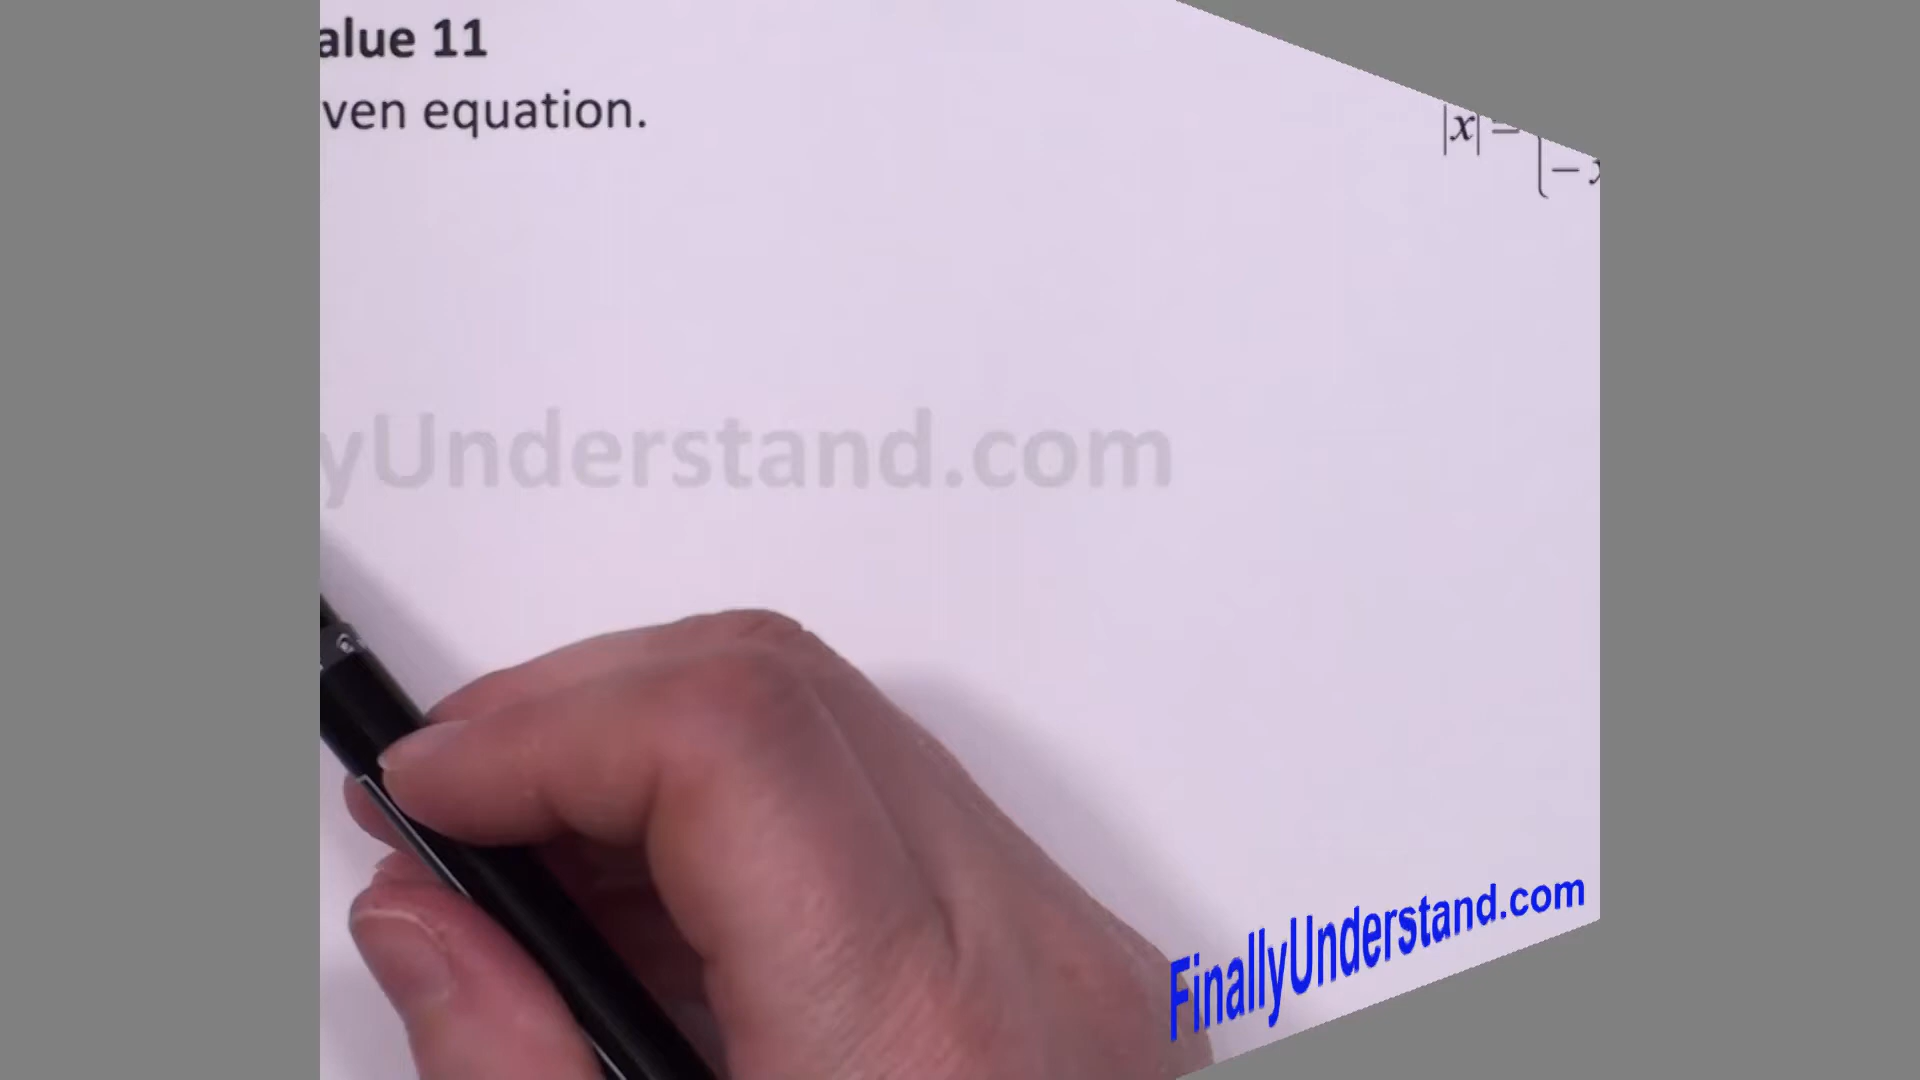 alue 11
ven equation.
|x| =
- x
yUnderstand.com
FinallyUnderstand.com